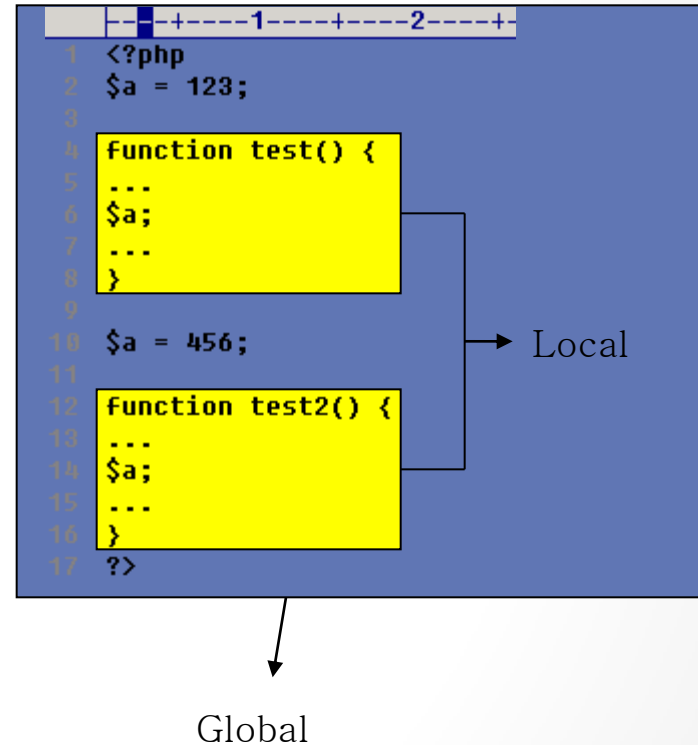 |--█-+----1----+----2----+-
1 <?php
2 $a = 123;
3
4 function test() {
5 ...
6 $a;
7 ...
8 }
9
10 $a = 456;
11
12 function test2() {
13 ...
14 $a;
15 ...
16 }
17 ?>
Local
Global